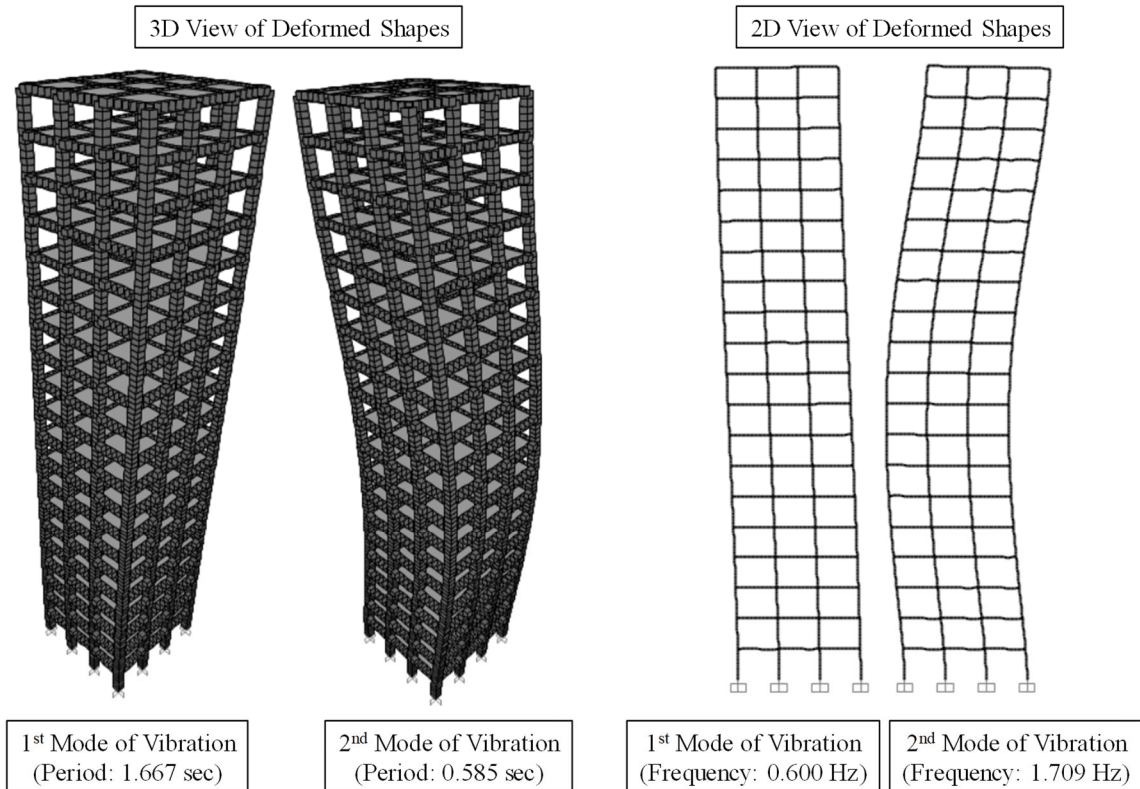 3D View of Deformed Shapes
2D View of Deformed Shapes
1st Mode of Vibration
(Period: 1.667 sec)
2nd Mode of Vibration
(Period: 0.585 sec)
1st Mode of Vibration
(Frequency: 0.600 Hz)
2nd Mode of Vibration
(Frequency: 1.709 Hz)